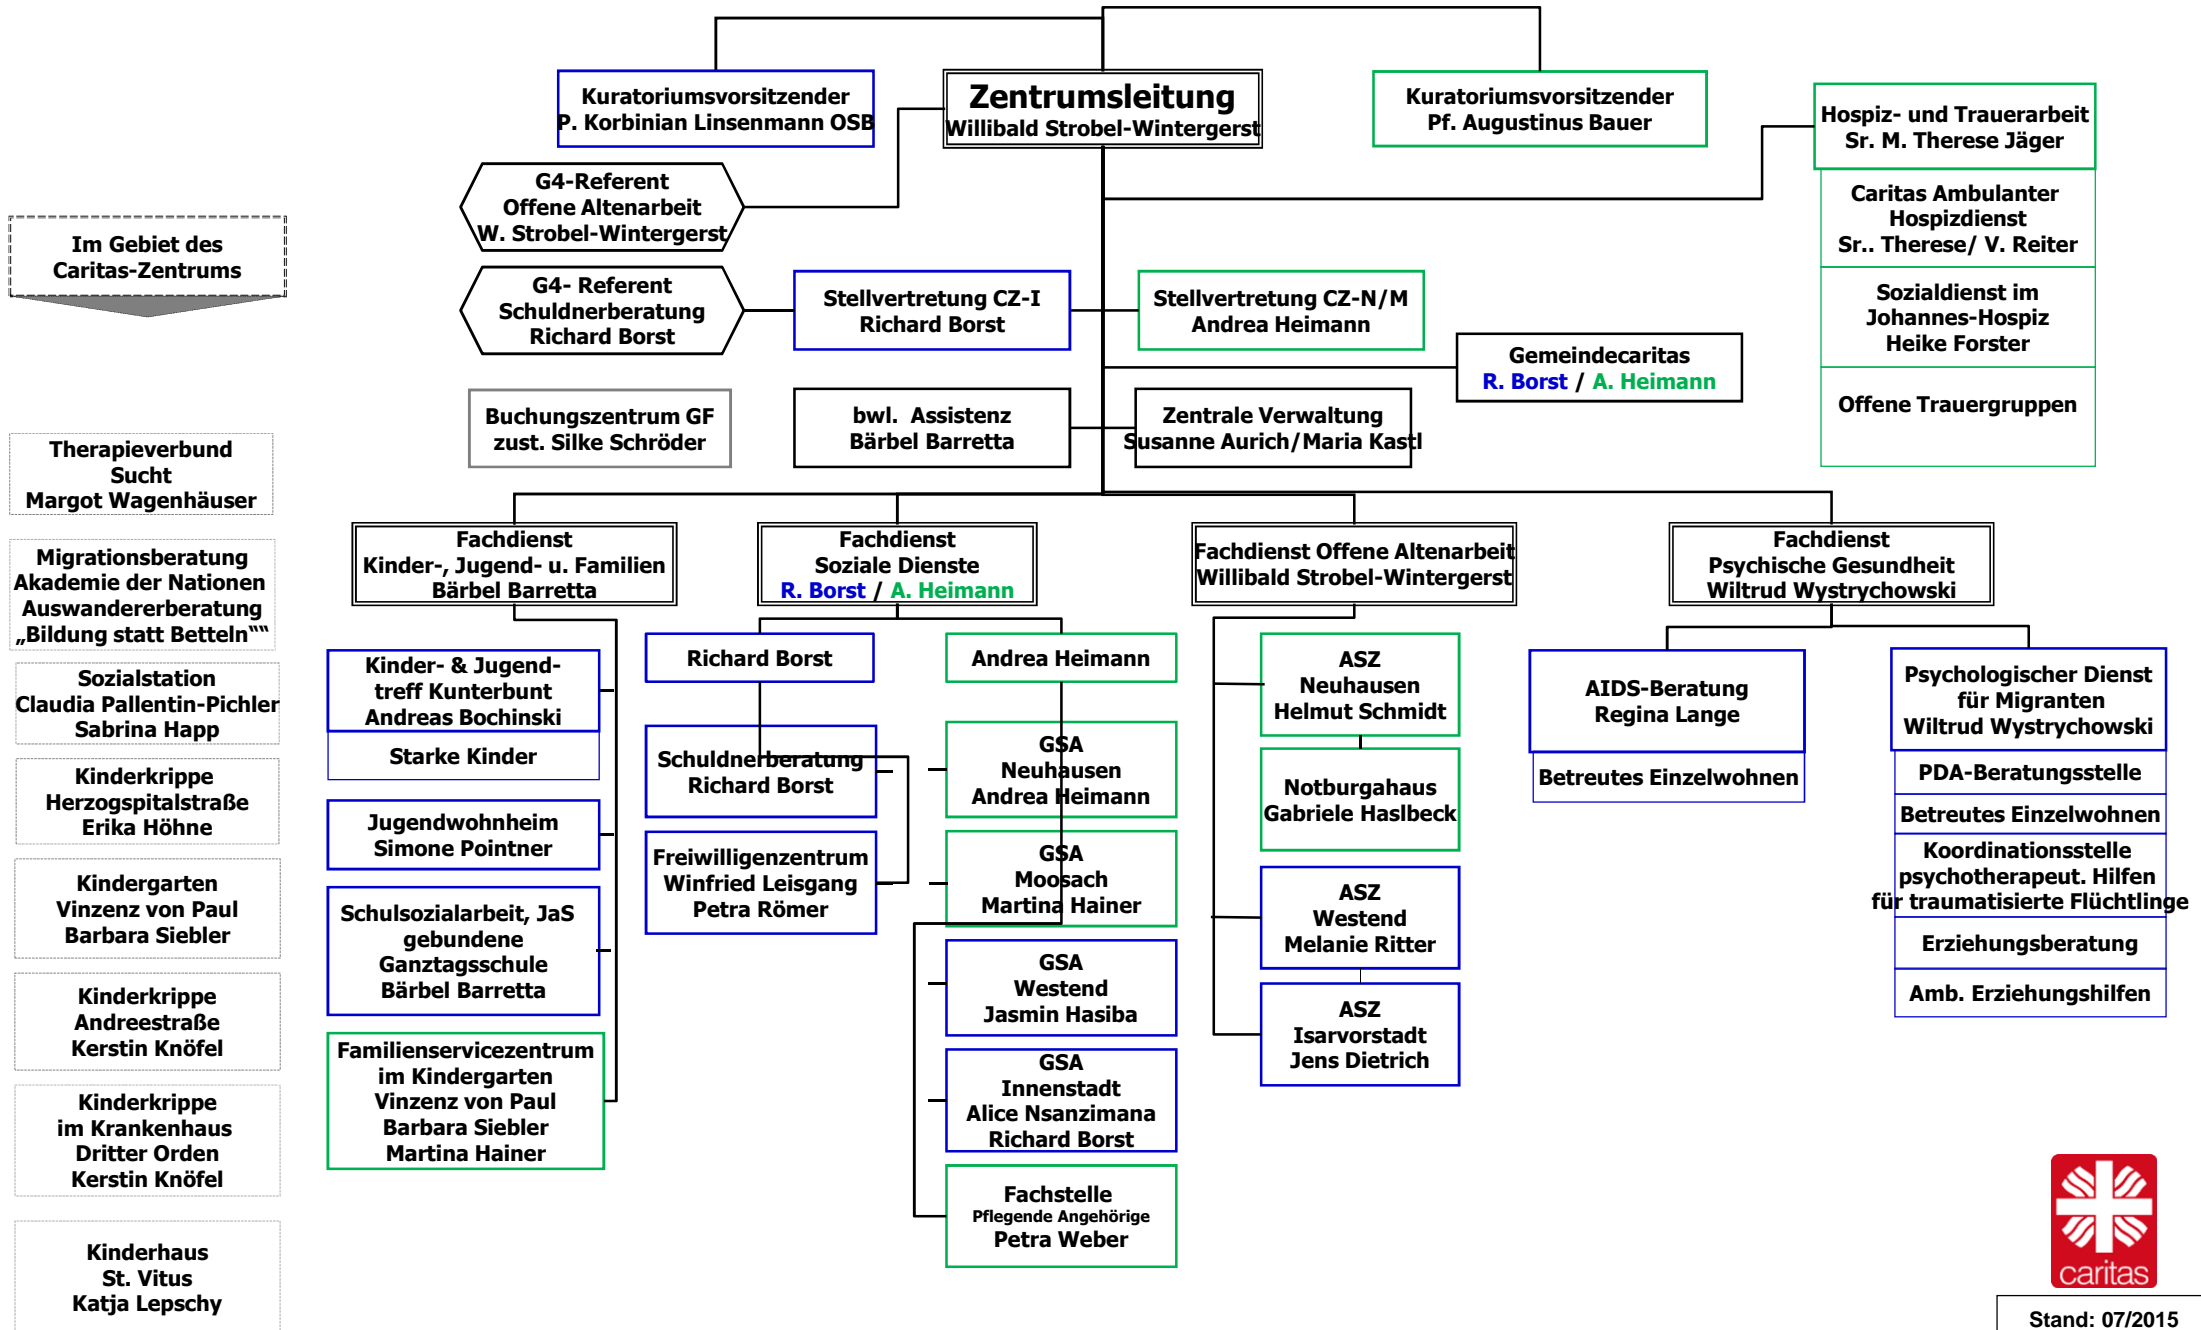 Kuratoriumsvorsitzender
P. Korbinian Linsenmann OSB
Zentrumsleitung
Willibald Strobel-Wintergerst
Kuratoriumsvorsitzender
Pf. Augustinus Bauer
Hospiz- und Trauerarbeit
Sr. M. Therese Jäger
Caritas Ambulanter
Hospizdienst
Sr.. Therese/ V. Reiter
Sozialdienst im
Johannes-Hospiz
Heike Forster
Offene Trauergruppen
G4-Referent
Offene Altenarbeit
W. Strobel-Wintergerst
G4- Referent
Schuldnerberatung
Richard Borst
Stellvertretung CZ-I
Richard Borst
Stellvertretung CZ-N/M
Andrea Heimann
Gemeindecaritas
R. Borst / A. Heimann
Buchungszentrum GF
zust. Silke Schröder
bwl. Assistenz
Bärbel Barretta
Zentrale Verwaltung
Susanne Aurich/Maria Kastl
Im Gebiet des
Caritas-Zentrums
Therapieverbund
Sucht
Margot Wagenhäuser
Migrationsberatung
Akademie der Nationen
Auswandererberatung
„Bildung statt Betteln““
Sozialstation
Claudia Pallentin-Pichler
Sabrina Happ
Kinderkrippe
Herzogspitalstraße
Erika Höhne
Kindergarten
Vinzenz von Paul
Barbara Siebler
Kinderkrippe
Andreestraße
Kerstin Knöfel
Kinderkrippe
im Krankenhaus
Dritter Orden
Kerstin Knöfel
Kinderhaus
St. Vitus
Katja Lepschy
Fachdienst
Kinder-, Jugend- u. Familien
Bärbel Barretta
Kinder- & Jugend-
treff Kunterbunt
Andreas Bochinski
Starke Kinder
Jugendwohnheim
Simone Pointner
Schulsozialarbeit, JaS
gebundene
Ganztagsschule
Bärbel Barretta
Familienservicezentrum
im Kindergarten
Vinzenz von Paul
Barbara Siebler
Martina Hainer
Fachdienst
Soziale Dienste
R. Borst / A. Heimann
Richard Borst
Schuldnerberatung
Richard Borst
Freiwilligenzentrum
Winfried Leisgang
Petra Römer
Andrea Heimann
GSA
Neuhausen
Andrea Heimann
GSA
Moosach
Martina Hainer
GSA
Westend
Jasmin Hasiba
GSA
Innenstadt
Alice Nsanzimana
Richard Borst
Fachstelle
Pflegende Angehörige
Petra Weber
Fachdienst Offene Altenarbeit
Willibald Strobel-Wintergerst
ASZ
Neuhausen
Helmut Schmidt
Notburgahaus
Gabriele Haslbeck
ASZ
Westend
Melanie Ritter
ASZ
Isarvorstadt
Jens Dietrich
Fachdienst
Psychische Gesundheit
Wiltrud Wystrychowski
AIDS-Beratung
Regina Lange
Betreutes Einzelwohnen
Psychologischer Dienst
für Migranten
Wiltrud Wystrychowski
PDA-Beratungsstelle
Betreutes Einzelwohnen
Koordinationsstelle
psychotherapeut. Hilfen
für traumatisierte Flüchtlinge
Erziehungsberatung
Amb. Erziehungshilfen
caritas
Stand: 07/2015